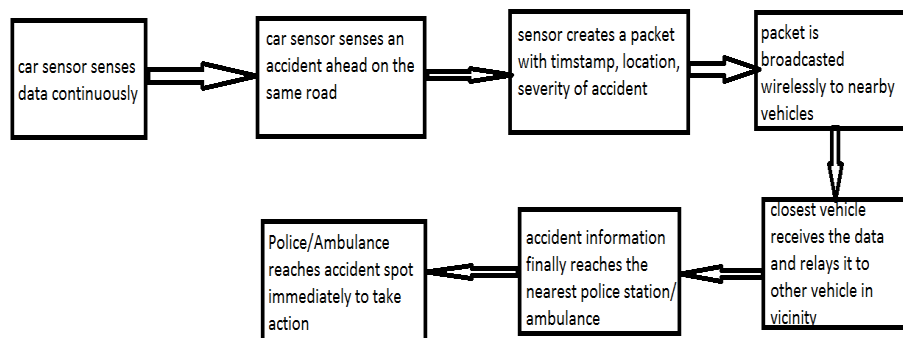 car sensor senses
data continuously
car sensor senses an
accident ahead on the
same road
sensor creates a packet
with timstamp, location,
severity of accident
packet is
broadcasted
wirelessly to nearby
vehicles
closest vehicle
receives the data
and relays it to
other vehicle in
vicinity
accident information
finally reaches the
nearest police station/
ambulance
Police/Ambulance
reaches accident spot
immediately to take
action